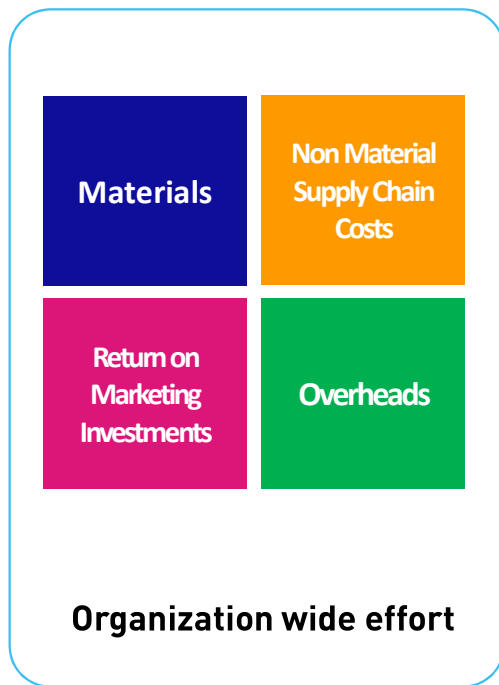 Materials
Non Material
Supply Chain
Costs
Return on
Marketing
Investments
Overheads
Organization wide effort